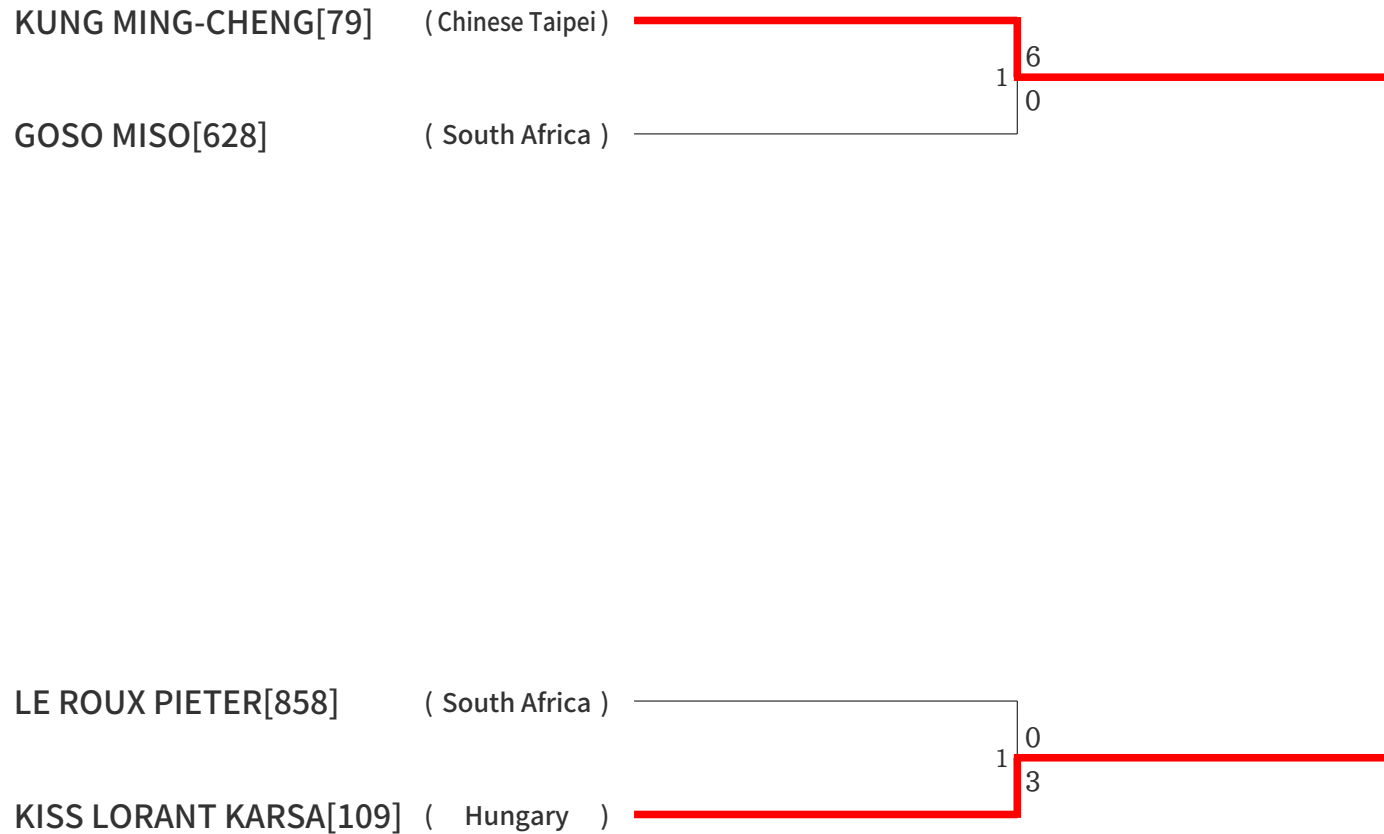 KUNG MING-CHENG[79] (Chinese Taipei)
6
1
0
GOSO MISO[628] ( South Africa )
LE ROUX PIETER[858] ( South Africa )
0
1
3
KISS LORANT KARSA[109] ( Hungary )